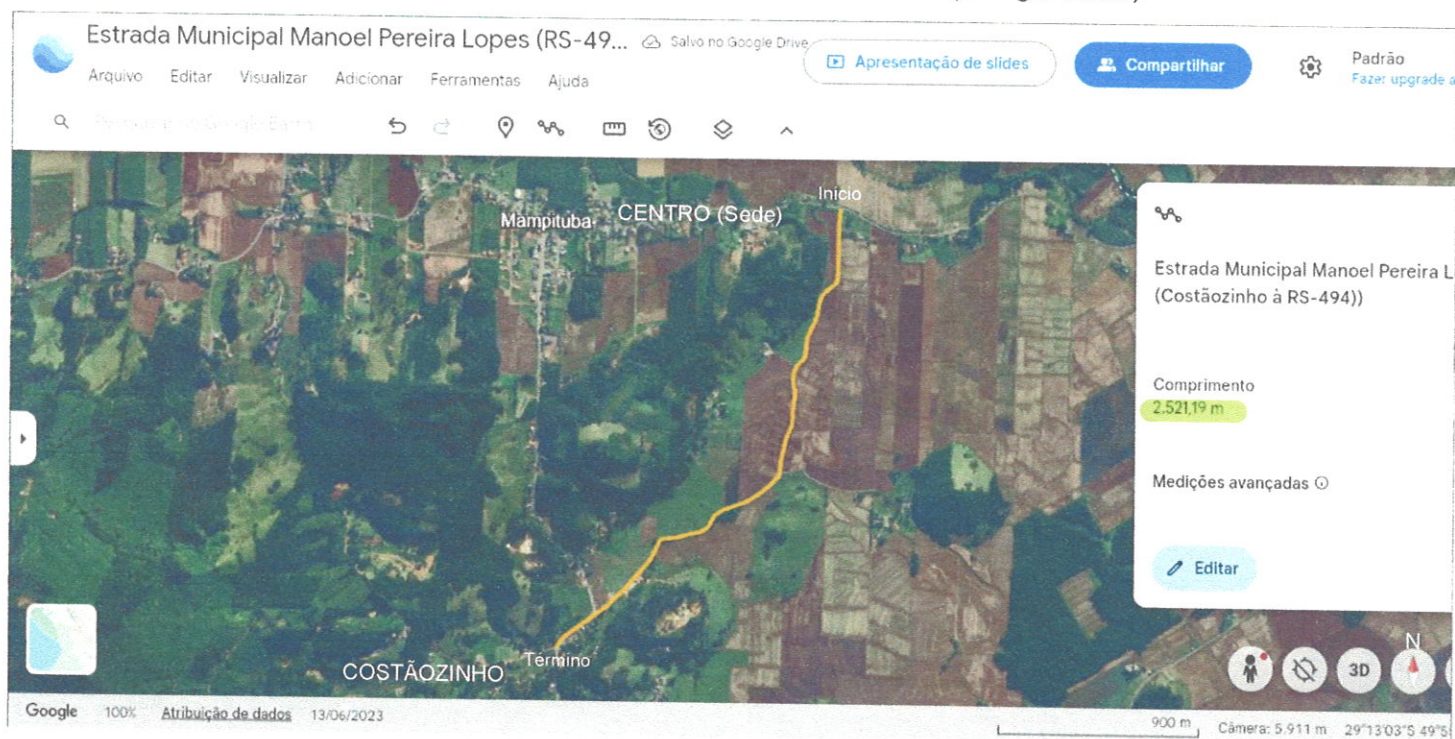 Estrada Municipal Manoel Pereira Lopes (RS-49... Salvo no Google Drive
Apresentação de slides
Compartilhar
Padrão
Fazer upgrade a
Arquivo Editar Visualizar Adicionar Ferramentas Ajuda
Início
Mampituba
CENTRO (Sede)
Estrada Municipal Manoel Pereira L
(Costãozinho à RS-494))
Comprimento
2.521,19 m
Medições avançadas
Editar
Término
COSTÃOZINHO
N
3D
Google 100% Atribuição de dados 13/06/2023
900 m Câmera: 5.911 m 29°13'03"S 49°5